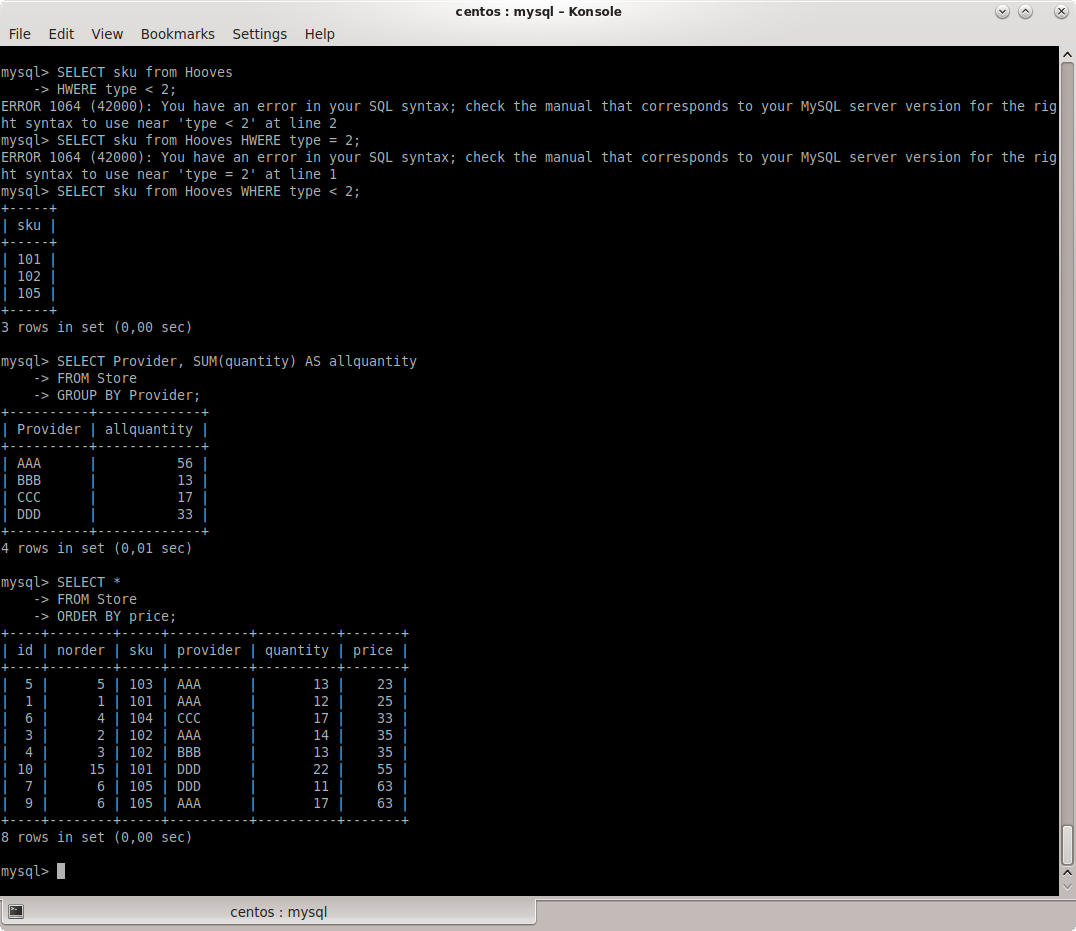 centos : mysql – Konsole
File Edit View Bookmarks Settings Help
mysql> SELECT sku from Hooves
    -> HWERE type < 2;
ERROR 1064 (42000): You have an error in your SQL syntax; check the manual that corresponds to your MySQL server version for the rig
ht syntax to use near 'type < 2' at line 2
mysql> SELECT sku from Hooves HWERE type = 2;
ERROR 1064 (42000): You have an error in your SQL syntax; check the manual that corresponds to your MySQL server version for the rig
ht syntax to use near 'type = 2' at line 1
mysql> SELECT sku from Hooves WHERE type < 2;
+-----+
| sku |
+-----+
| 101 |
| 102 |
| 105 |
+-----+
3 rows in set (0,00 sec)
mysql> SELECT Provider, SUM(quantity) AS allquantity
    -> FROM Store
    -> GROUP BY Provider;
+----------+-------------+
| Provider | allquantity |
+----------+-------------+
| AAA      |          56 |
| BBB      |          13 |
| CCC      |          17 |
| DDD      |          33 |
+----------+-------------+
4 rows in set (0,01 sec)
mysql> SELECT *
    -> FROM Store
    -> ORDER BY price;
+----+--------+-----+----------+----------+-------+
| id | norder | sku | provider | quantity | price |
+----+--------+-----+----------+----------+-------+
|  5 |      5 | 103 | AAA      |       13 |    23 |
|  1 |      1 | 101 | AAA      |       12 |    25 |
|  6 |      4 | 104 | CCC      |       17 |    33 |
|  3 |      2 | 102 | AAA      |       14 |    35 |
|  4 |      3 | 102 | BBB      |       13 |    35 |
| 10 |     15 | 101 | DDD      |       22 |    55 |
|  7 |      6 | 105 | DDD      |       11 |    63 |
|  9 |      6 | 105 | AAA      |       17 |    63 |
+----+--------+-----+----------+----------+-------+
8 rows in set (0,00 sec)
mysql>
centos : mysql